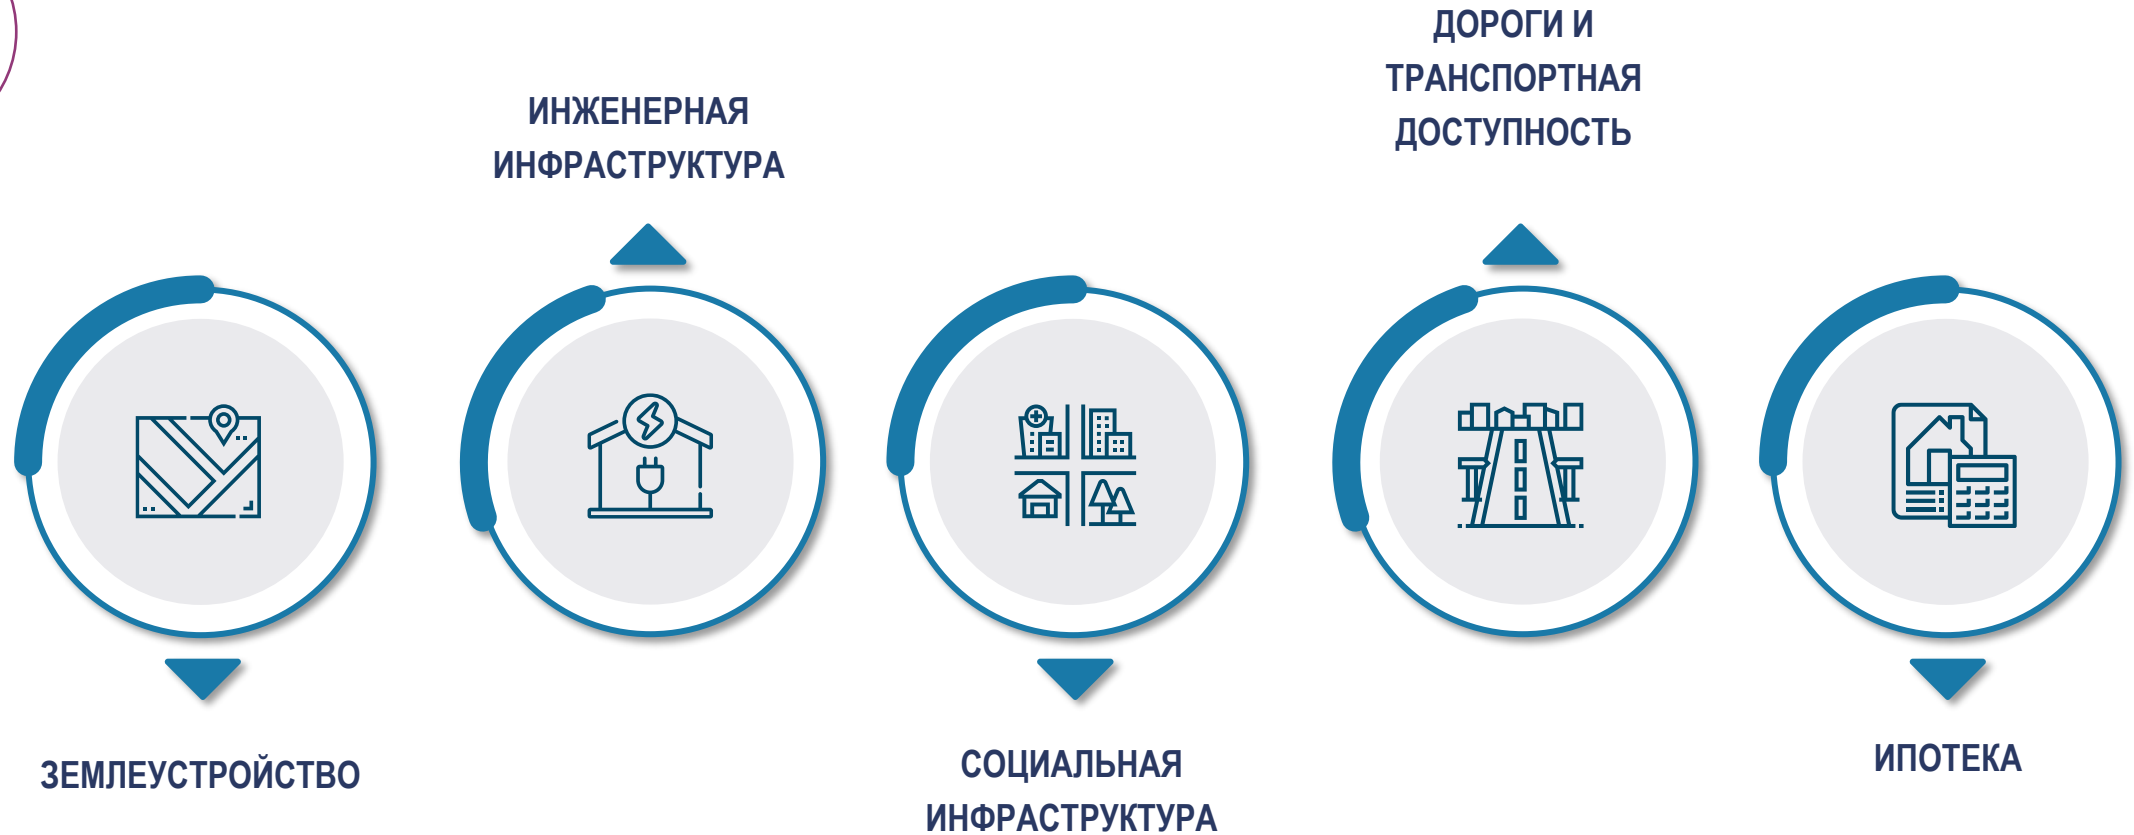 ЗЕМЛЕУСТРОЙСТВО
ИНЖЕНЕРНАЯ
ИНФРАСТРУКТУРА
СОЦИАЛЬНАЯ
ИНФРАСТРУКТУРА
ДОРОГИ И
ТРАНСПОРТНАЯ
ДОСТУПНОСТЬ
ИПОТЕКА